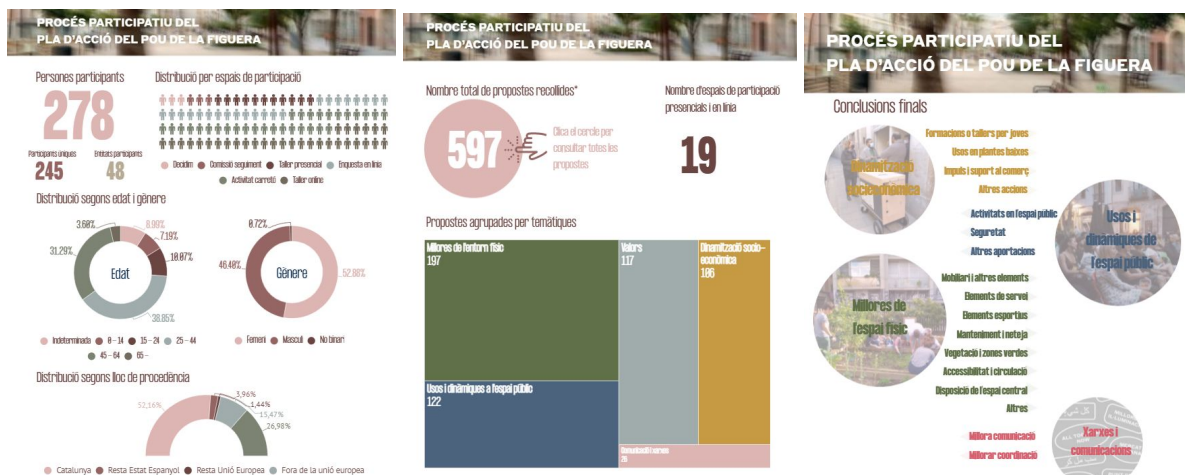 PROCÉS PARTICIPATIU DEL
PLA D'ACCIÓ DEL POU DE LA FIGUERA
Persones participants
278
Participants úniques
245
Entitats participants
48
Distribució per espais de participació
Decidim
Comissió seguiment
Taller presencial
Enquesta en línia
Activitat carretó
Taller online
Distribució segons edat i gènere
3,60%
8,99%
7,19%
10,07%
31,29%
38,85%
Edat
Indeterminada
0 – 14
15 – 24
25 – 44
45 – 64
65 -
0,72%
46,40%
52,88%
Gènere
Femení
Masculí
No binari
Distribució segons lloc de procedència
52,16%
3,96%
1,44%
15,47%
26,98%
Catalunya
Resta Estat Espanyol
Resta Unió Europea
Fora de la unió europea
PROCÉS PARTICIPATIU DEL
PLA D'ACCIÓ DEL POU DE LA FIGUERA
Nombre total de propostes recollides*
597
Clica el cercle per
consultar totes les
propostes
Nombre d'espais de participació
presencials i en línia
19
Propostes agrupades per temàtiques
Millores de l'entorn físic
197
Usos i dinàmiques a l'espai públic
122
Valors
117
Dinamització socio-
econòmica
106
Comunicació i xarxes
PROCÉS PARTICIPATIU DEL
PLA D'ACCIÓ DEL POU DE LA FIGUERA
Conclusions finals
Dinamització
socioeconòmica
Formacions o tallers per joves
Usos en plantes baixes
Impuls i suport al comerç
Altres accions
Activitats en l'espai públic
Seguretat
Altres aportacions
Usos i
dinàmiques de
l'espai públic
Millores de
l'espai físic
Mobiliari i altres elements
Elements de servei
Elements esportius
Manteniment i neteja
Vegetació i zones verdes
Accessibilitat i circulació
Disposició de l'espai central
Altres
Millora comunicació
Millorar coordinació
Xarxes i
comunicacions